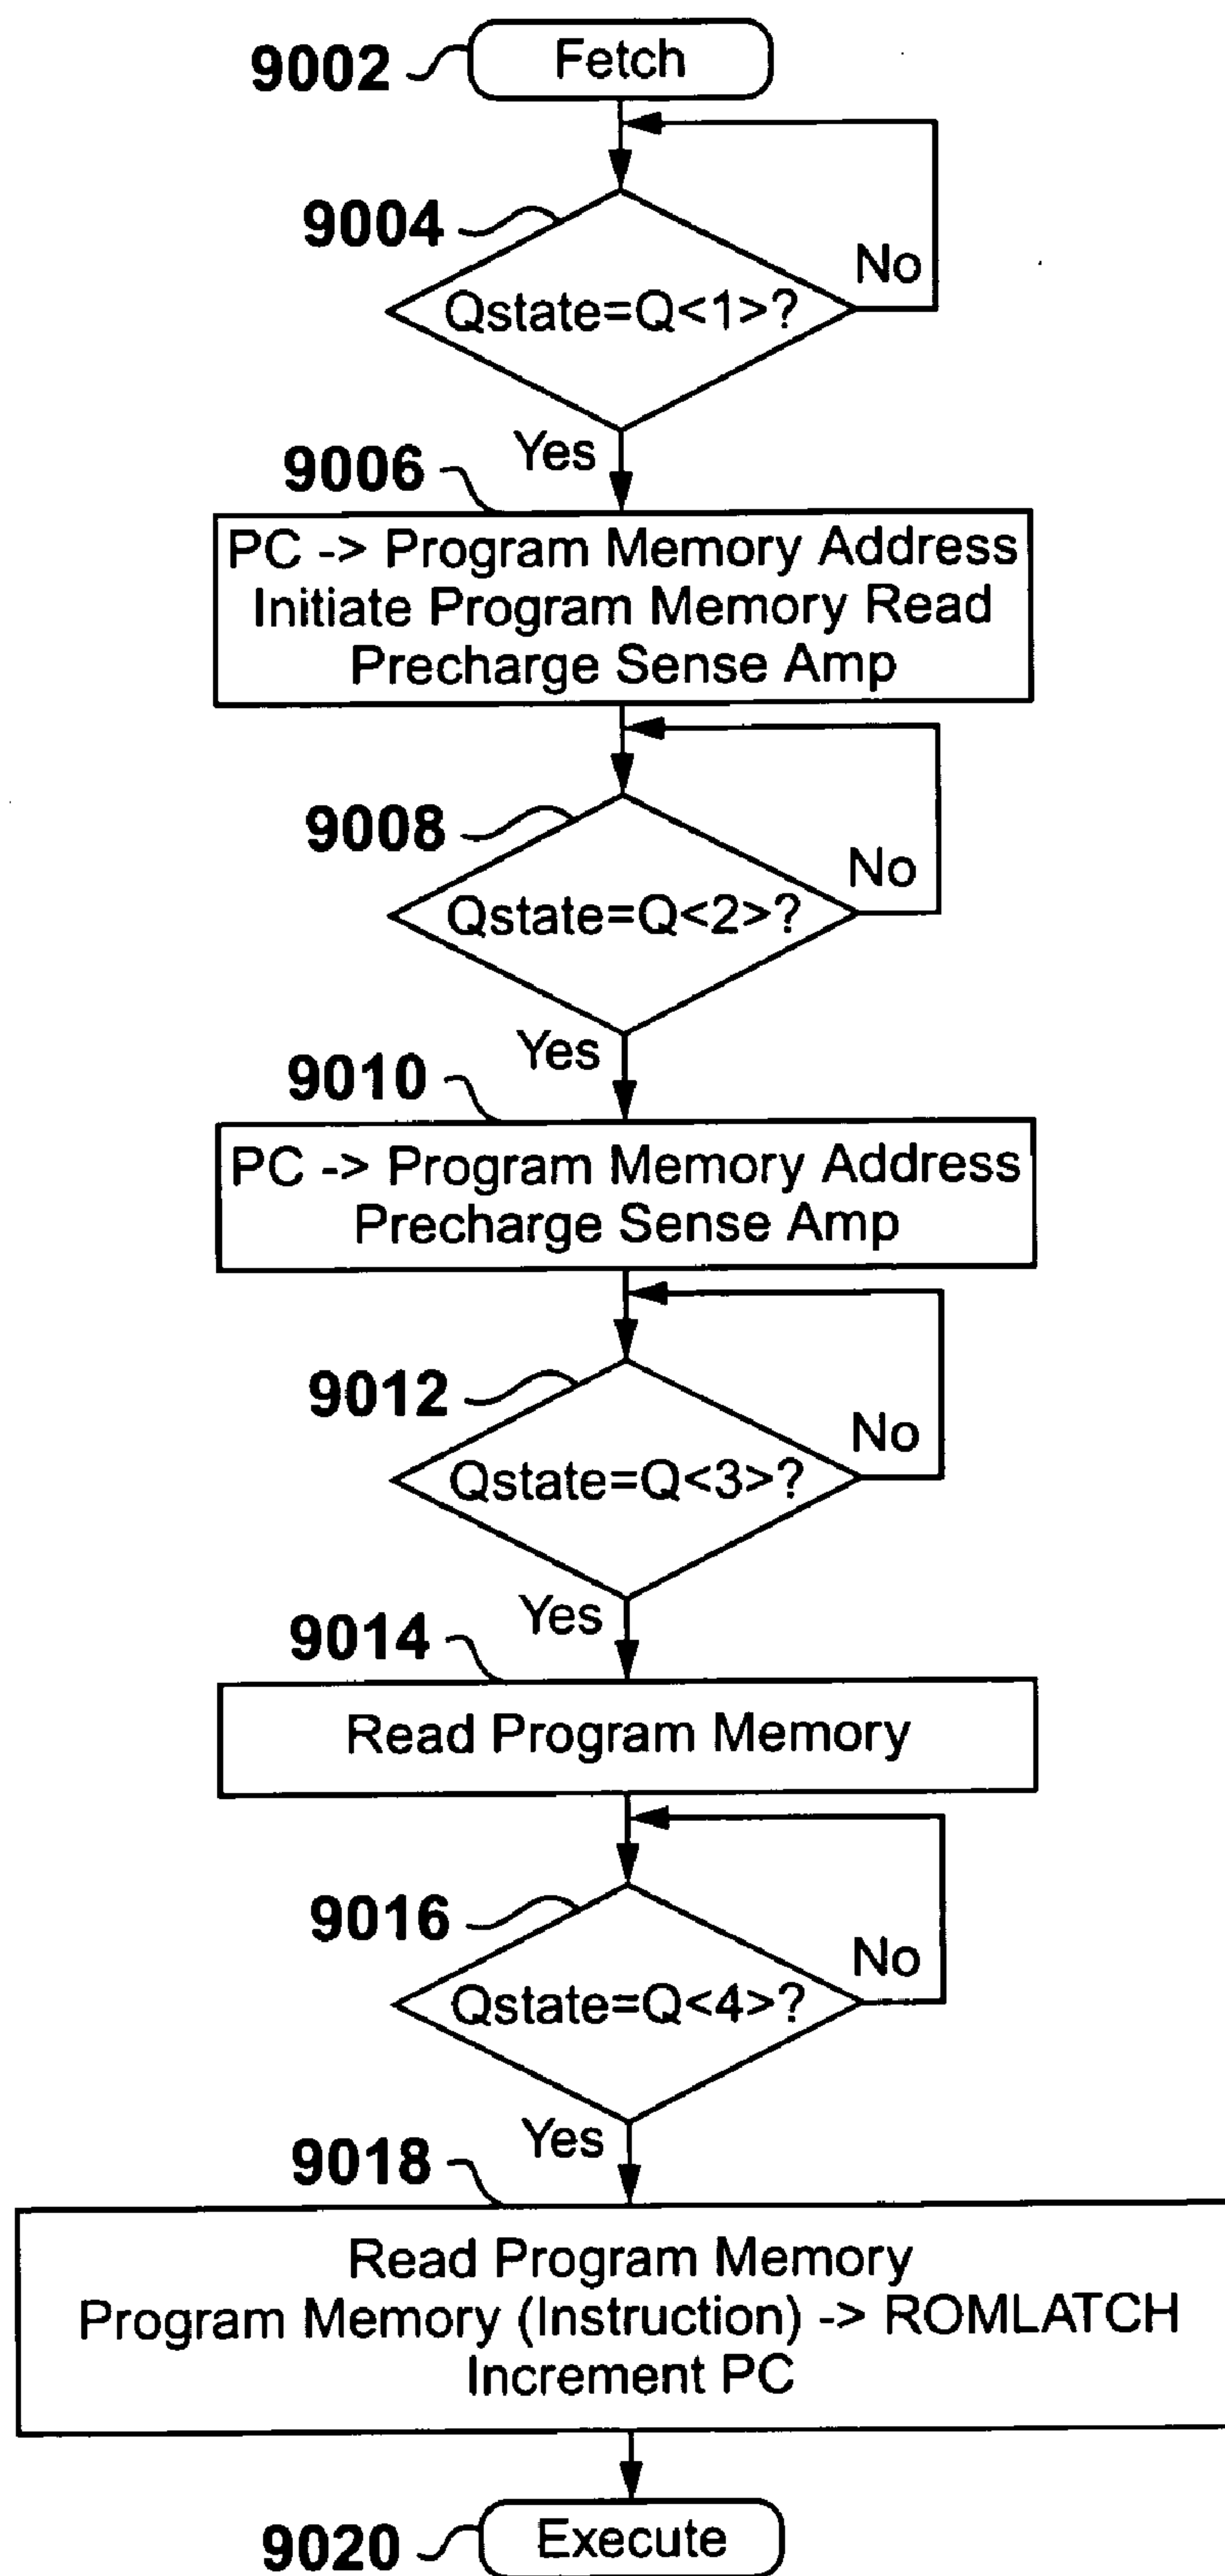 9002
Fetch
9004
No
Qstate=Q<1>?
Yes
9006
PC -> Program Memory Address
Initiate Program Memory Read
Precharge Sense Amp
9008
No
Qstate=Q<2>?
Yes
9010
PC -> Program Memory Address
Precharge Sense Amp
9012
No
Qstate=Q<3>?
Yes
9014
Read Program Memory
9016
No
Qstate=Q<4>?
Yes
9018
Read Program Memory
Program Memory (Instruction) -> ROMLATCH
Increment PC
9020
Execute